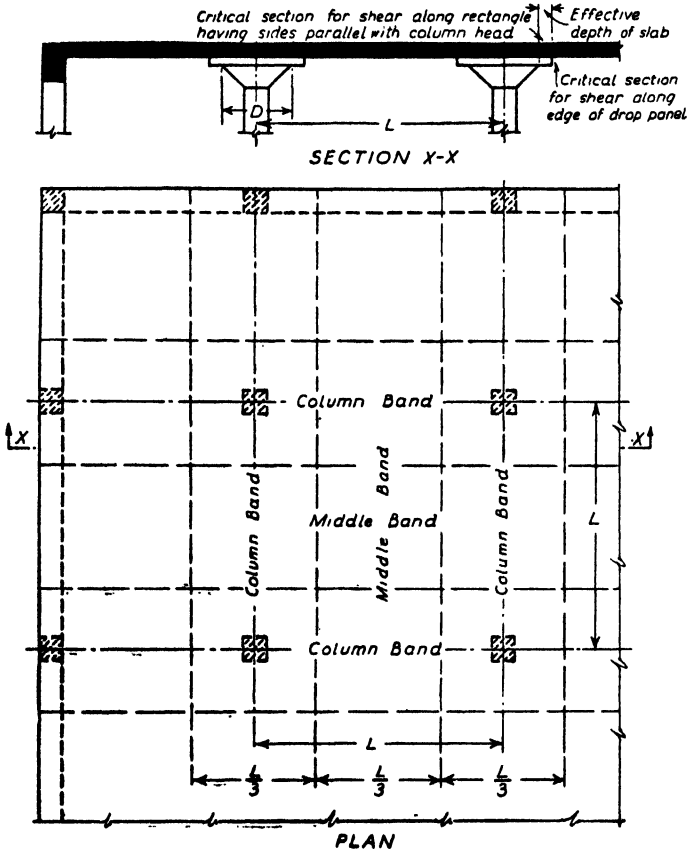 Critical section for shear along rectangle
having sides parallel with column head
Effective
depth of slab
Critical section
for shear along
edge of drop panel
D
L
SECTION X-X
Column Band
X
X
Column Band
Middle Band
Middle Band
Column Band
L
Column Band
L
L/3
L/3
L/3
PLAN